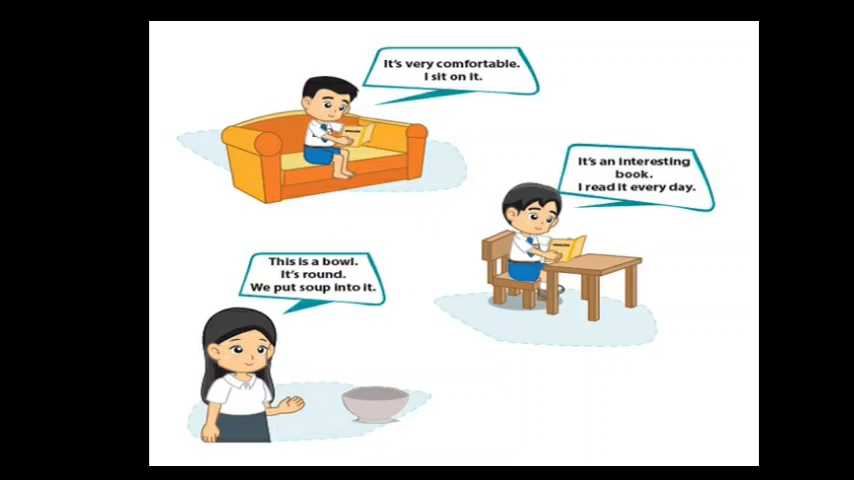 It's very comfortable.
I sit on it.
It's an interesting
book.
I read it every day.
This is a bowl.
It's round.
We put soup into it.